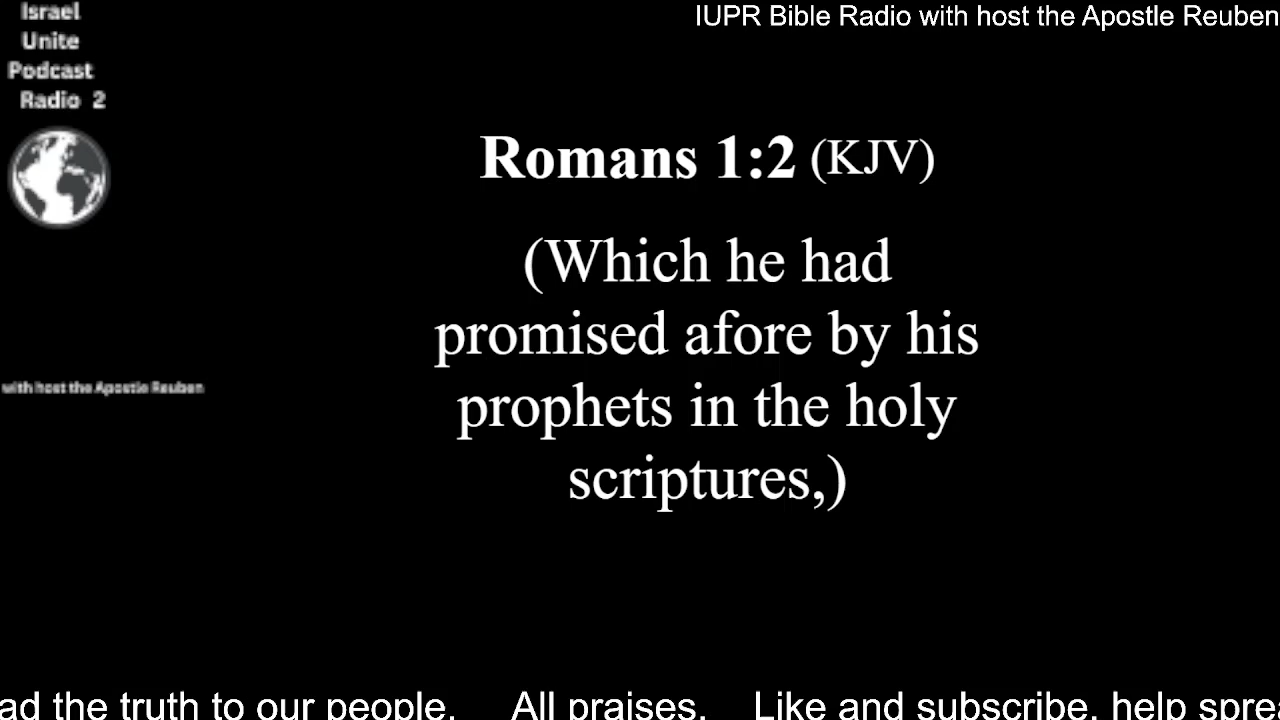 Israel
Unite
Podcast
Radio 2
IUPR Bible Radio with host the Apostle Reuben
Romans 1:2 (KJV)
(Which he had
promised afore by his
prophets in the holy
scriptures,)
with host the Apostle Reuben
ad the truth to our people. All praises. Like and subscribe, help sprea